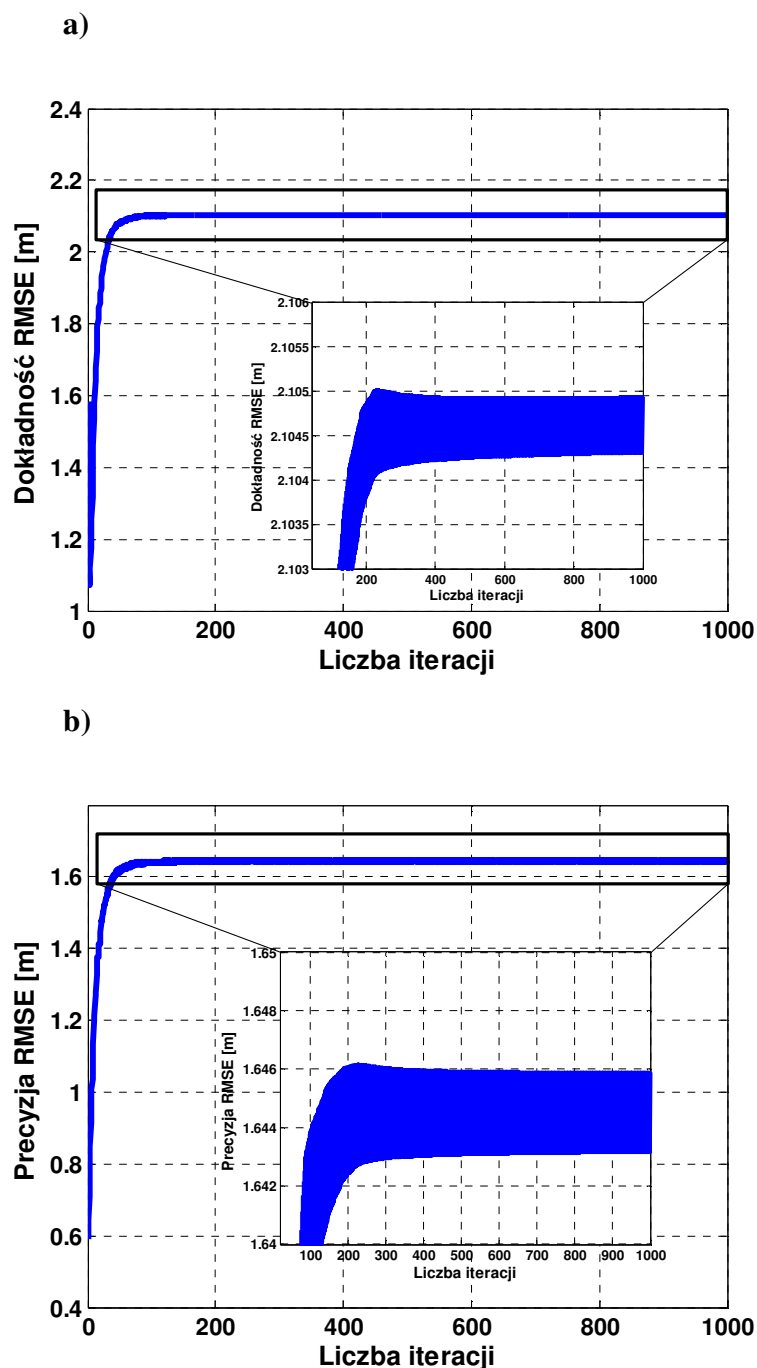 a)
2.4
2.2
2
1.8
1.6
1.4
1.2
1
Dokładność RMSE [m]
2.106
2.1055
2.105
2.1045
2.104
2.1035
2.103
Dokładność RMSE [m]
200 400 600 800 1000
Liczba iteracji
0 200 400 600 800 1000
Liczba iteracji
b)
1.6
1.4
1.2
1
0.8
0.6
0.4
Precyzja RMSE [m]
1.65
1.648
1.646
1.644
1.642
1.64
Precyzja RMSE [m]
100 200 300 400 500 600 700 800 900 1000
Liczba iteracji
0 200 400 600 800 1000
Liczba iteracji